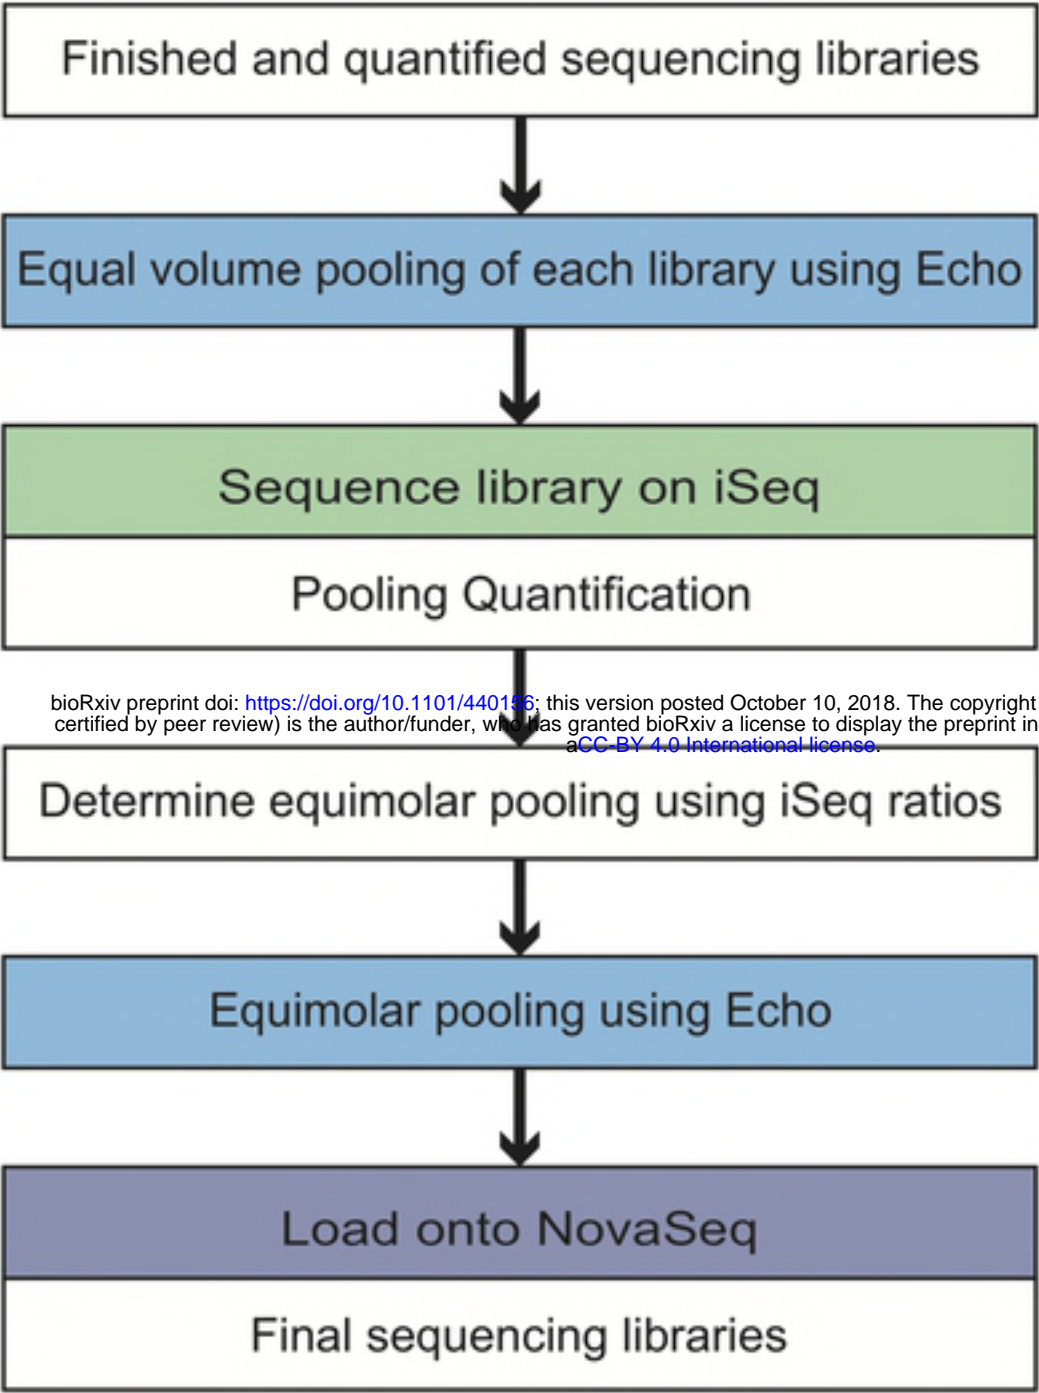 Finished and quantified sequencing libraries
Equal volume pooling of each library using Echo
Sequence library on iSeq
Pooling Quantification
bioRxiv preprint doi: https://doi.org/10.1101/440156; this version posted October 10, 2018. The copyright
certified by peer review) is the author/funder, who has granted bioRxiv a license to display the preprint in
aCC-BY 4.0 International license.
Determine equimolar pooling using iSeq ratios
Equimolar pooling using Echo
Load onto NovaSeq
Final sequencing libraries